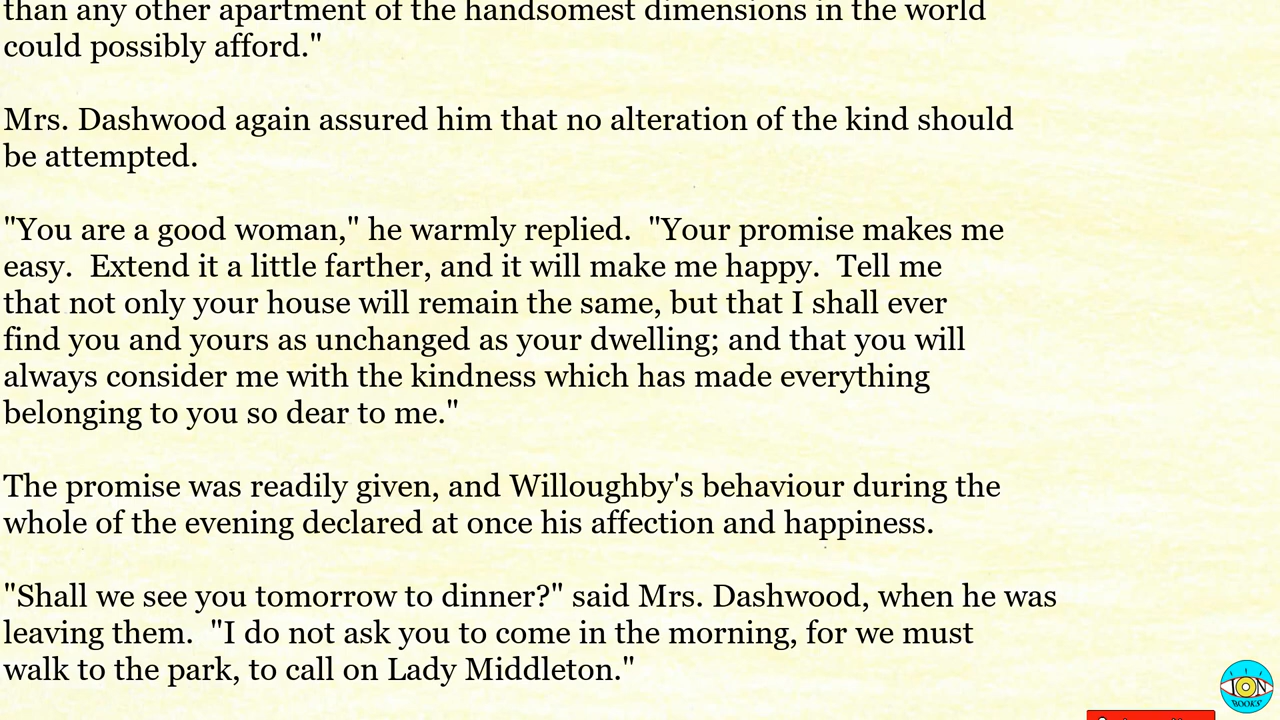 than any other apartment of the handsomest dimensions in the world
could possibly afford."
Mrs. Dashwood again assured him that no alteration of the kind should
be attempted.
"You are a good woman," he warmly replied.  "Your promise makes me
easy.  Extend it a little farther, and it will make me happy.  Tell me
that not only your house will remain the same, but that I shall ever
find you and yours as unchanged as your dwelling; and that you will
always consider me with the kindness which has made everything
belonging to you so dear to me."
The promise was readily given, and Willoughby's behaviour during the
whole of the evening declared at once his affection and happiness.
"Shall we see you tomorrow to dinner?" said Mrs. Dashwood, when he was
leaving them.  "I do not ask you to come in the morning, for we must
walk to the park, to call on Lady Middleton."
ION
BOOKS